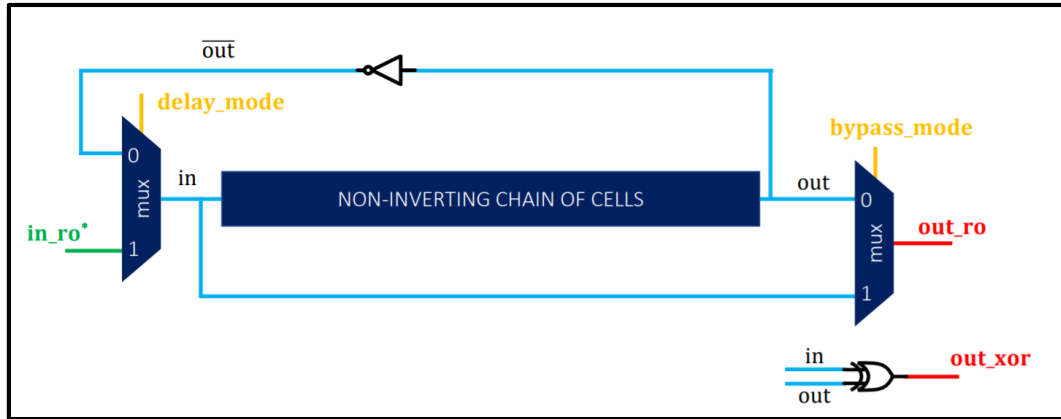 out
delay_mode
bypass_mode
0
mux
1
in_ro*
in
NON-INVERTING CHAIN OF CELLS
out
0
mux
1
out_ro
in
out
out_xor